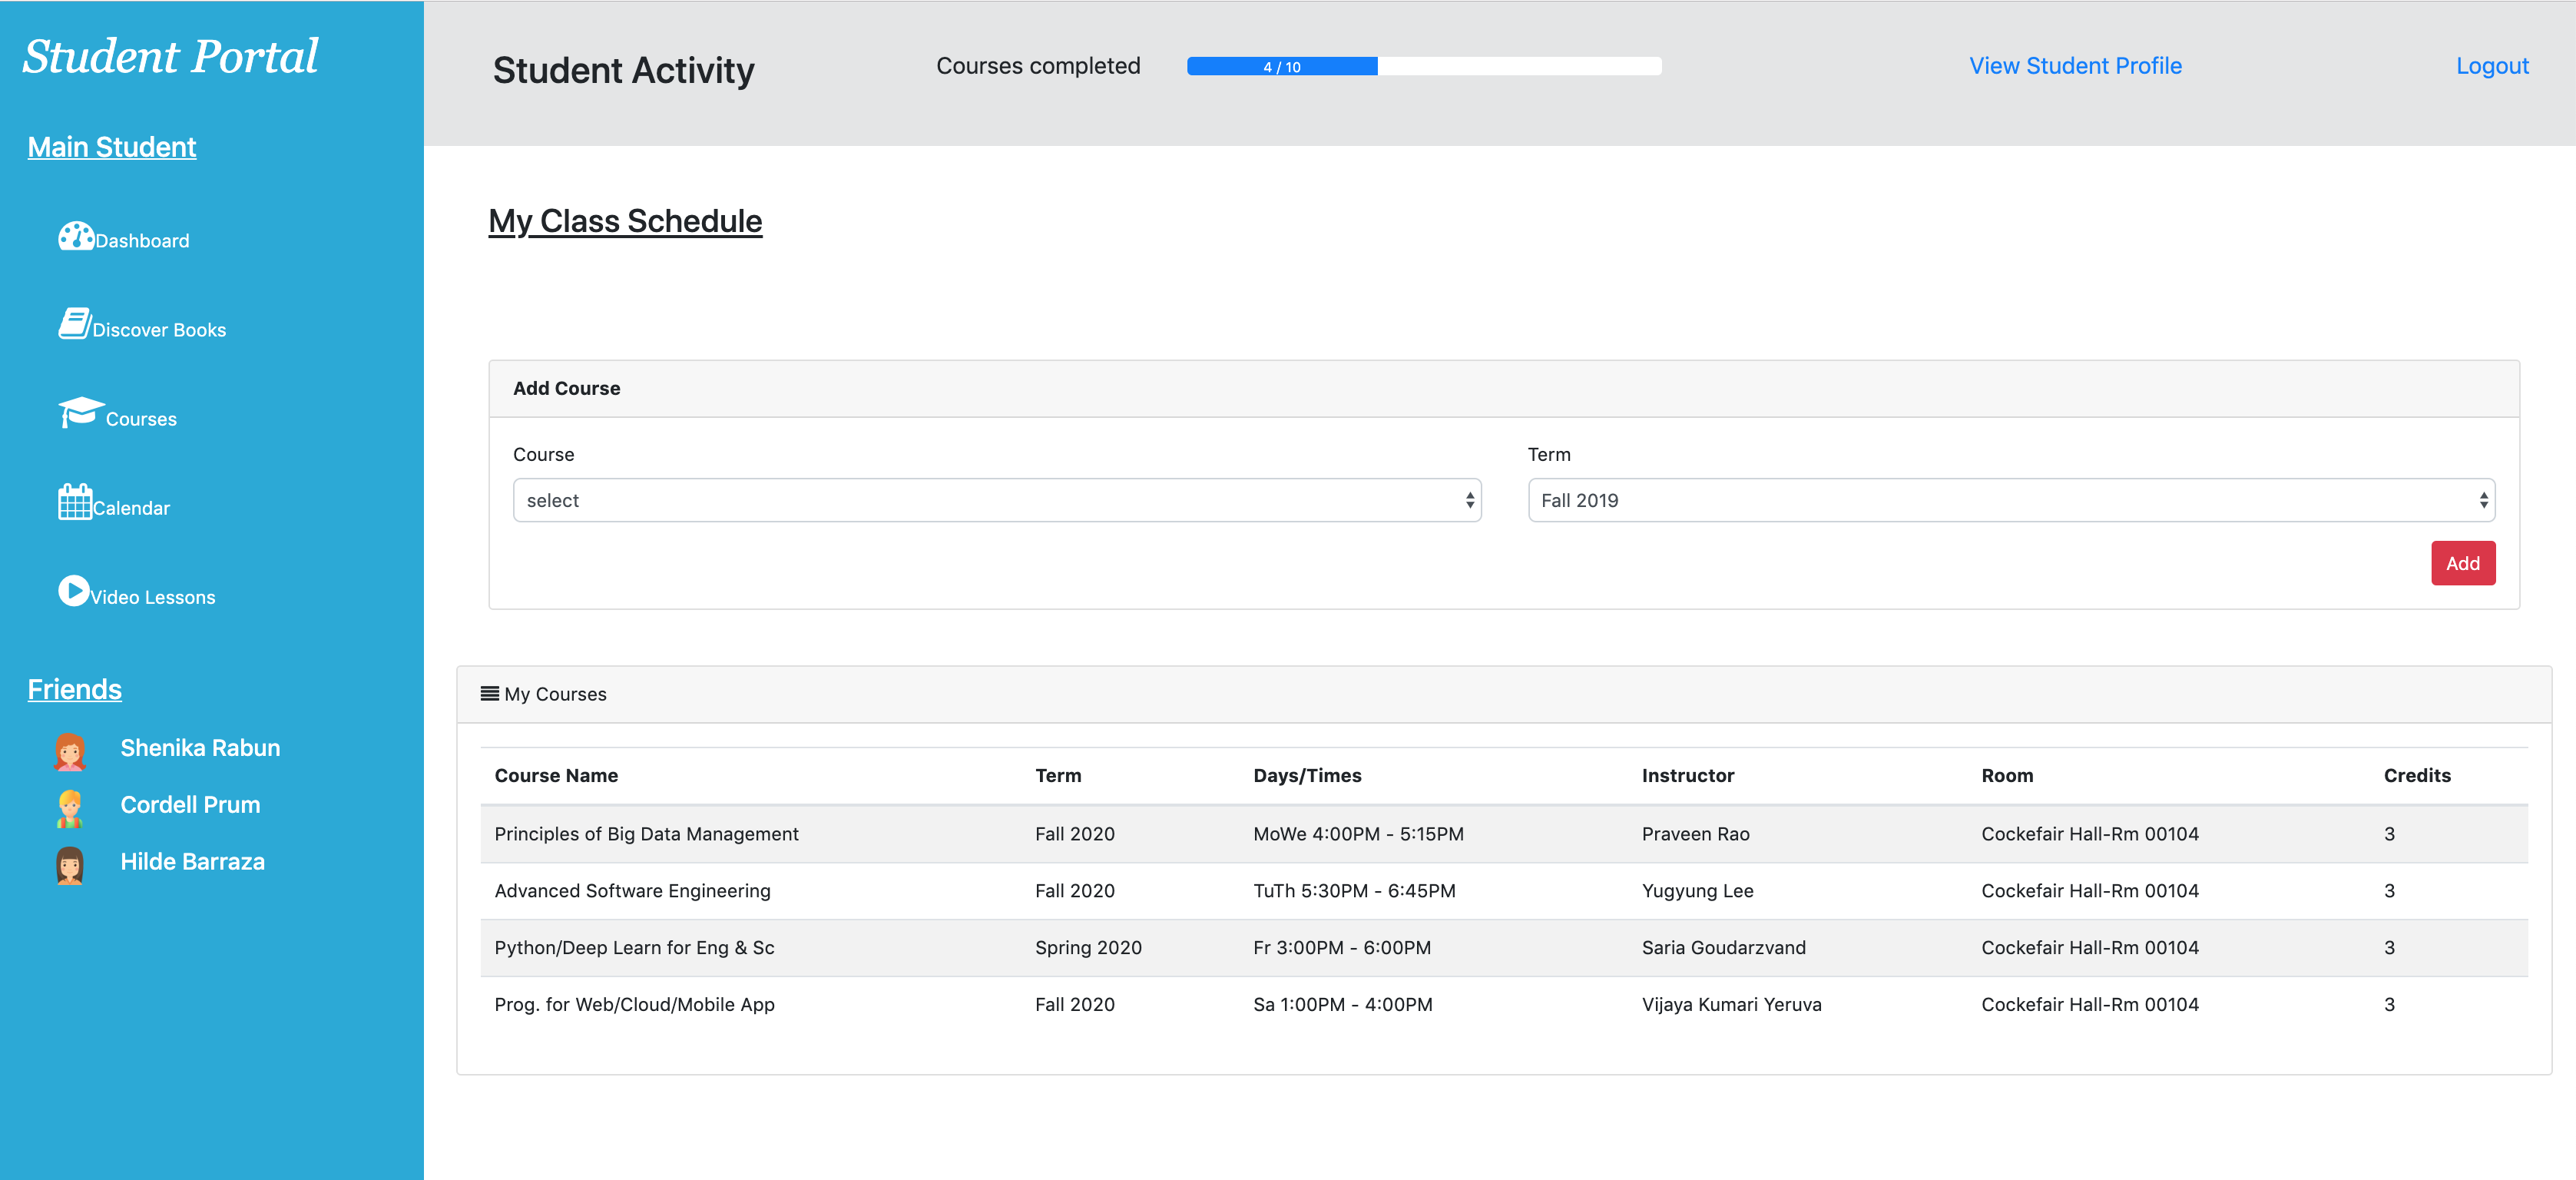 Student Portal
Main Student
Dashboard
Discover Books
Courses
Calendar
Video Lessons
Friends
Shenika Rabun
Cordell Prum
Hilde Barraza
Student Activity
Courses completed
4 / 10
View Student Profile
Logout
My Class Schedule
Add Course
Course
Term
select
Fall 2019
Add
My Courses
Course Name Term Days/Times Instructor Room Credits
Principles of Big Data Management Fall 2020 MoWe 4:00PM - 5:15PM Praveen Rao Cockefair Hall-Rm 00104 3
Advanced Software Engineering Fall 2020 TuTh 5:30PM - 6:45PM Yugyung Lee Cockefair Hall-Rm 00104 3
Python/Deep Learn for Eng & Sc Spring 2020 Fr 3:00PM - 6:00PM Saria Goudarzvand Cockefair Hall-Rm 00104 3
Prog. for Web/Cloud/Mobile App Fall 2020 Sa 1:00PM - 4:00PM Vijaya Kumari Yeruva Cockefair Hall-Rm 00104 3